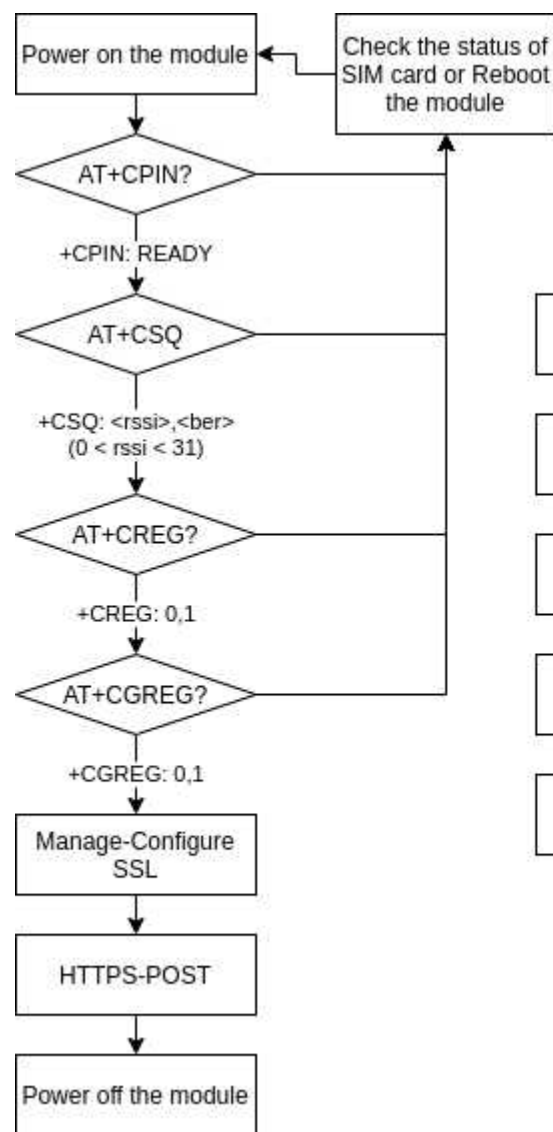 Power on the module
Check the status of
SIM card or Reboot
the module
AT+CPIN?
+CPIN: READY
AT+CSQ
+CSQ: <rssi>,<ber>
(0 < rssi < 31)
AT+CREG?
+CREG: 0,1
AT+CGREG?
+CGREG: 0,1
Manage-Configure
SSL
HTTPS-POST
Power off the module